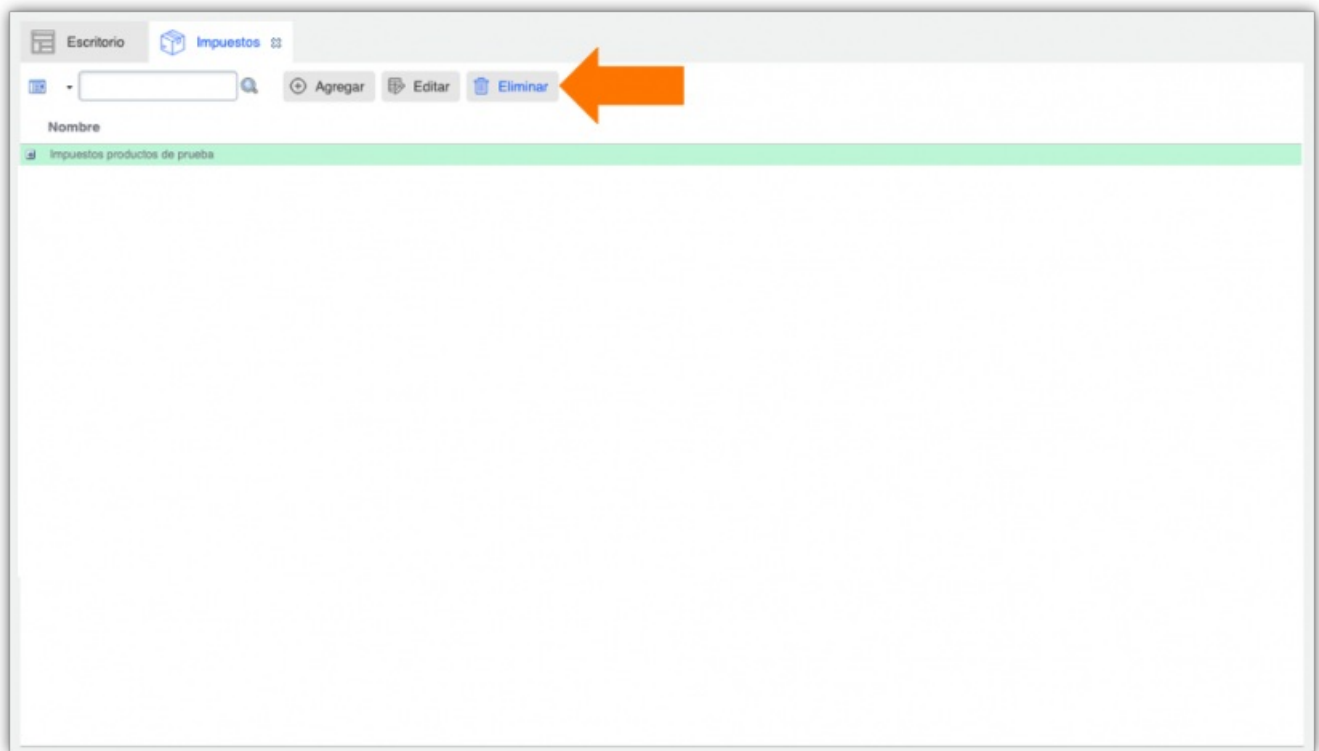 Escritorio Impuestos
Agregar Editar Eliminar
Nombre
Impuestos productos de prueba